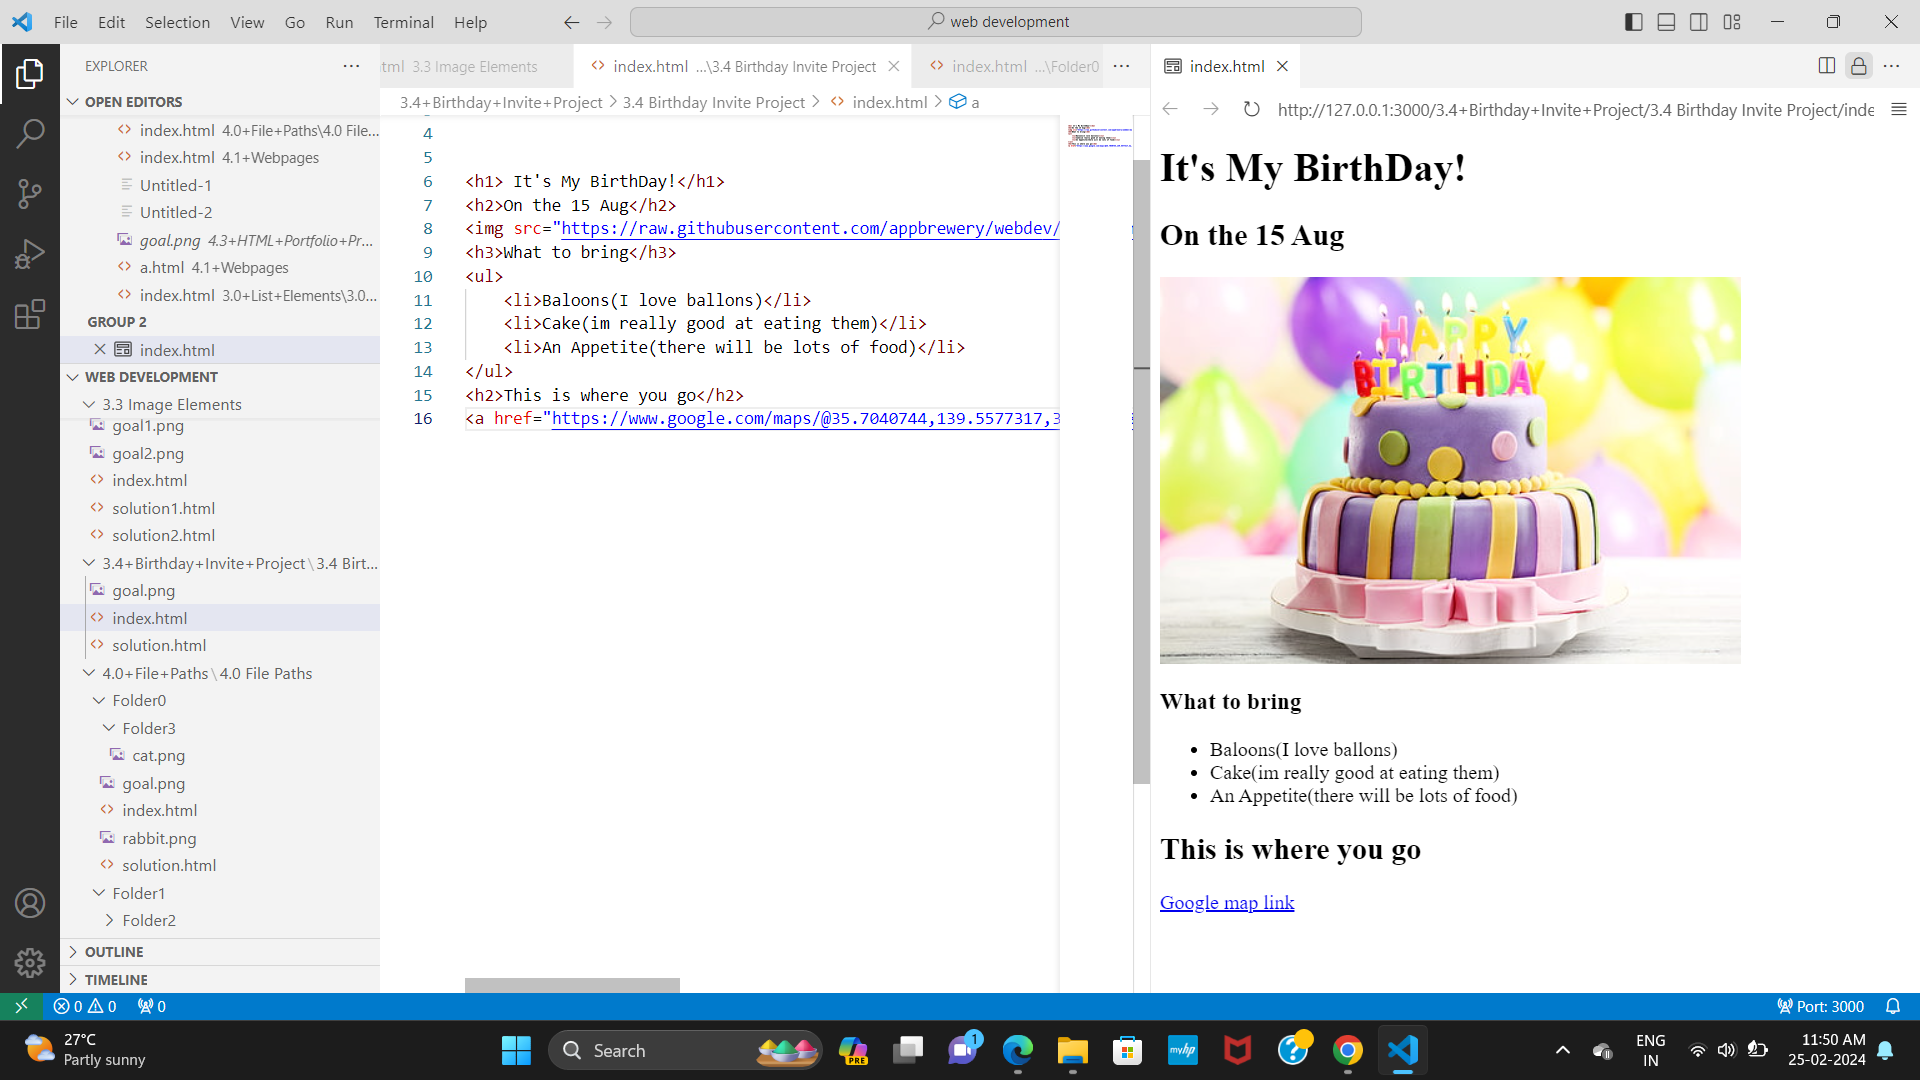 File Edit Selection View Go Run Terminal Help
web development
EXPLORER
OPEN EDITORS
index.html 4.0+File+Paths\4.0 File...
index.html 4.1+Webpages
Untitled-1
Untitled-2
goal.png 4.3+HTML+Portfolio+Pr...
a.html 4.1+Webpages
index.html 3.0+List+Elements\3.0...
GROUP 2
index.html
WEB DEVELOPMENT
3.3 Image Elements
goal1.png
goal2.png
index.html
solution1.html
solution2.html
3.4+Birthday+Invite+Project\3.4 Birt...
goal.png
index.html
solution.html
4.0+File+Paths\4.0 File Paths
Folder0
Folder3
cat.png
goal.png
index.html
rabbit.png
solution.html
Folder1
Folder2
OUTLINE
TIMELINE
tml 3.3 Image Elements
index.html ...\3.4 Birthday Invite Project
index.html ...\Folder0
3.4+Birthday+Invite+Project > 3.4 Birthday Invite Project > index.html > a
4
5
6 <h1> It's My BirthDay!</h1>
7 <h2>On the 15 Aug</h2>
8 <img src="https://raw.githubusercontent.com/appbrewery/webdev/
9 <h3>What to bring</h3>
10 <ul>
11 <li>Baloons(I love ballons)</li>
12 <li>Cake(im really good at eating them)</li>
13 <li>An Appetite(there will be lots of food)</li>
14 </ul>
15 <h2>This is where you go</h2>
16 <a href="https://www.google.com/maps/@35.7040744,139.5577317,3
index.html
http://127.0.0.1:3000/3.4+Birthday+Invite+Project/3.4 Birthday Invite Project/inde
It's My BirthDay!
On the 15 Aug
HAPPY
BIRTHDAY
What to bring
Baloons(I love ballons)
Cake(im really good at eating them)
An Appetite(there will be lots of food)
This is where you go
Google map link
0 0 0
Port: 3000
27°C
Partly sunny
Search
PRE
1
myhp
ENG
IN
11:50 AM
25-02-2024